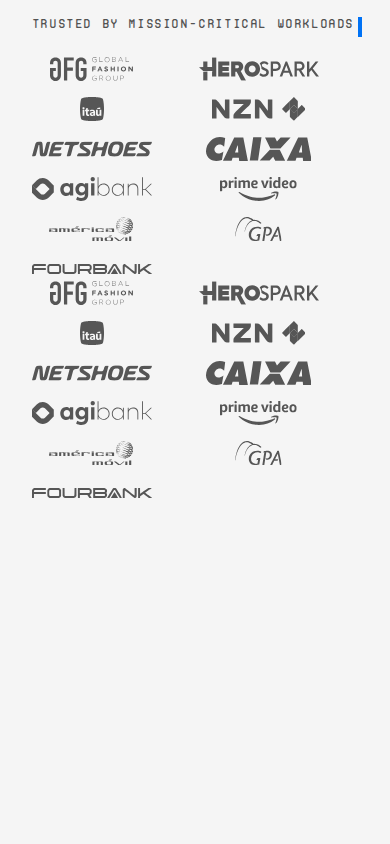 TRUSTED BY MISSION-CRITICAL WORKLOADS
GFG GLOBAL FASHION GROUP
HEROSPARK
itaú
NZN
NETSHOES
CAIXA
agibank
prime video
américa móvil
GPA
FOURBANK
GFG GLOBAL FASHION GROUP
HEROSPARK
itaú
NZN
NETSHOES
CAIXA
agibank
prime video
américa móvil
GPA
FOURBANK